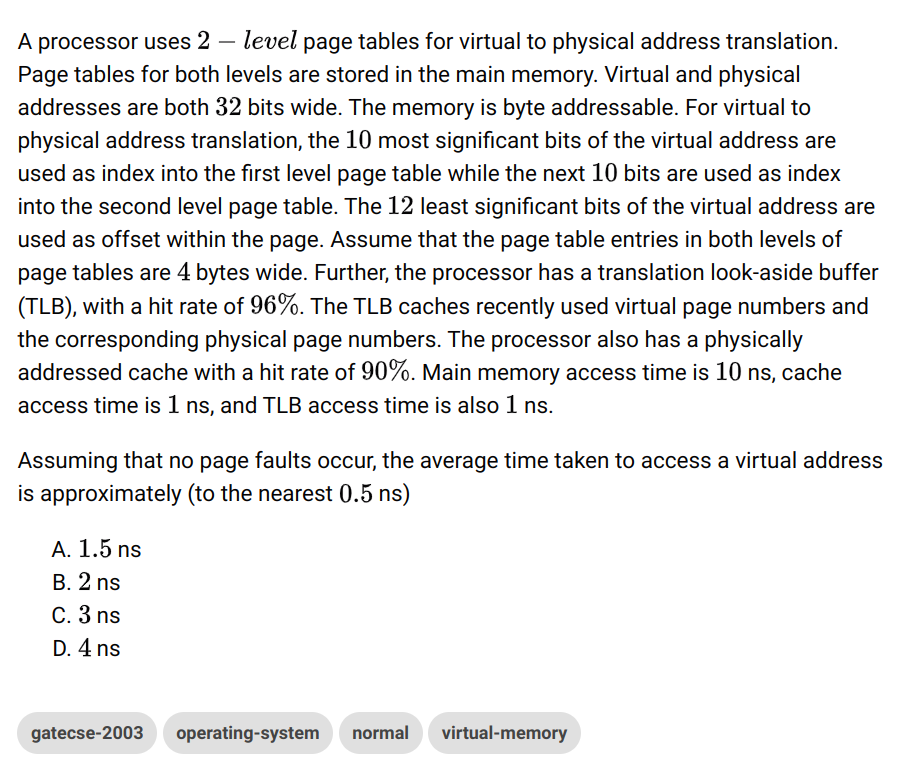 A processor uses 2 − level page tables for virtual to physical address translation.
Page tables for both levels are stored in the main memory. Virtual and physical
addresses are both 32 bits wide. The memory is byte addressable. For virtual to
physical address translation, the 10 most significant bits of the virtual address are
used as index into the first level page table while the next 10 bits are used as index
into the second level page table. The 12 least significant bits of the virtual address are
used as offset within the page. Assume that the page table entries in both levels of
page tables are 4 bytes wide. Further, the processor has a translation look-aside buffer
(TLB), with a hit rate of 96%. The TLB caches recently used virtual page numbers and
the corresponding physical page numbers. The processor also has a physically
addressed cache with a hit rate of 90%. Main memory access time is 10 ns, cache
access time is 1 ns, and TLB access time is also 1 ns.
Assuming that no page faults occur, the average time taken to access a virtual address
is approximately (to the nearest 0.5 ns)
A. 1.5 ns
B. 2 ns
C. 3 ns
D. 4 ns
gatecse-2003 operating-system normal virtual-memory